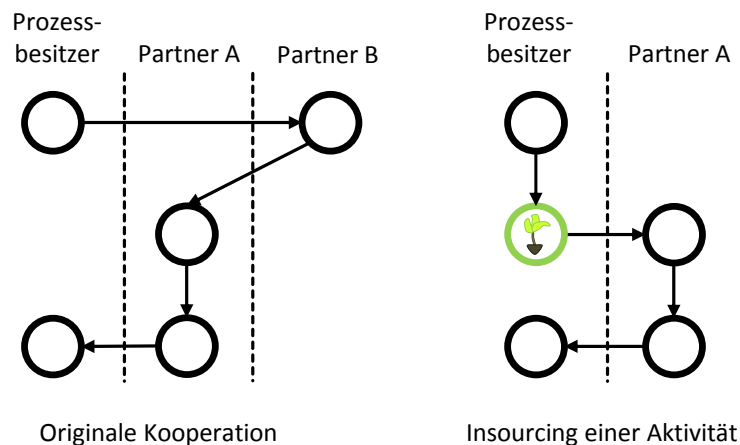 Prozess-
besitzer
Partner A
Partner B
Prozess-
besitzer
Partner A
Originale Kooperation
Insourcing einer Aktivität